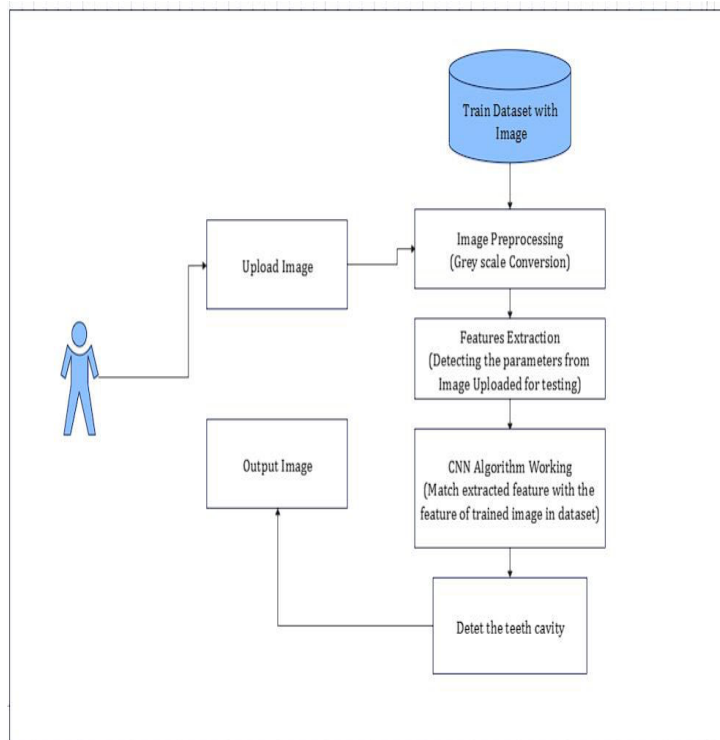 Train Dataset with
Image
Upload Image
Image Preprocessing
(Grey scale Conversion)
Features Extraction
(Detecting the parameters from
Image Uploaded for testing)
Output Image
CNN Algorithm Working
(Match extracted feature with the
feature of trained image in dataset)
Detet the teeth cavity